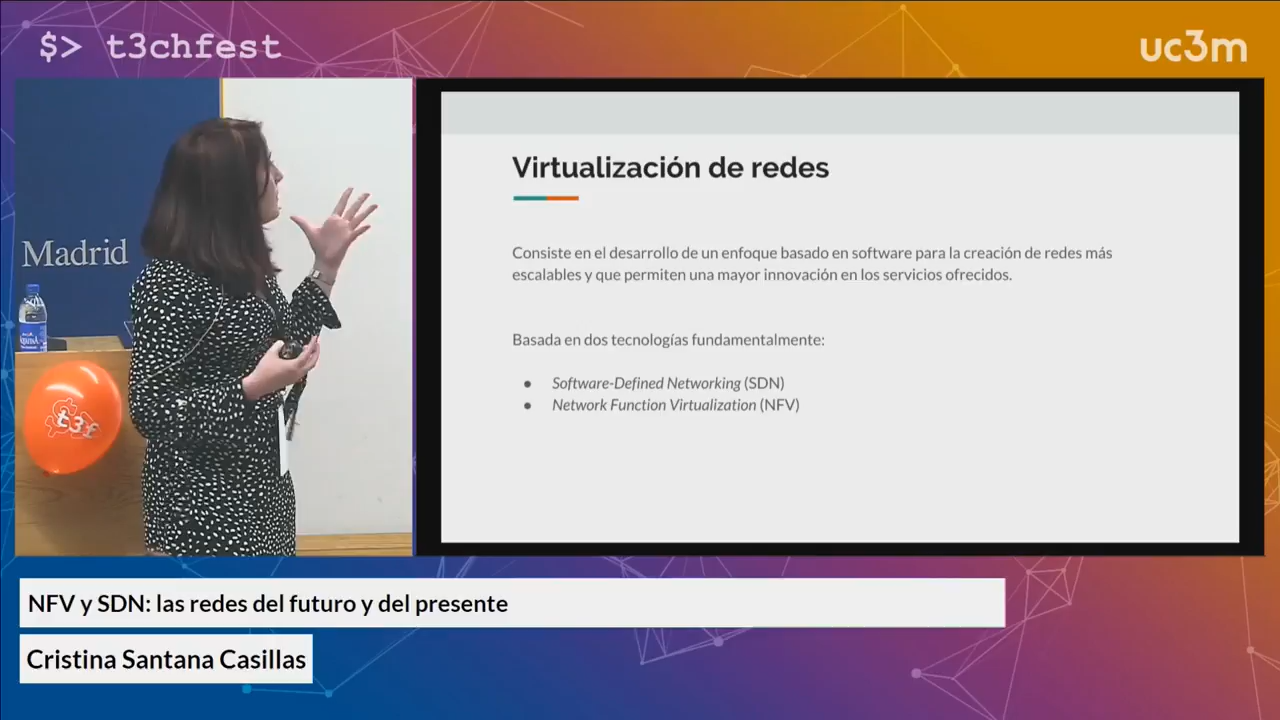 $> t3chfest
uc3m
Madrid
t3f
Virtualización de redes
Consiste en el desarrollo de un enfoque basado en software para la creación de redes más
escalables y que permiten una mayor innovación en los servicios ofrecidos.
Basada en dos tecnologías fundamentalmente:
● Software-Defined Networking (SDN)
● Network Function Virtualization (NFV)
NFV y SDN: las redes del futuro y del presente
Cristina Santana Casillas